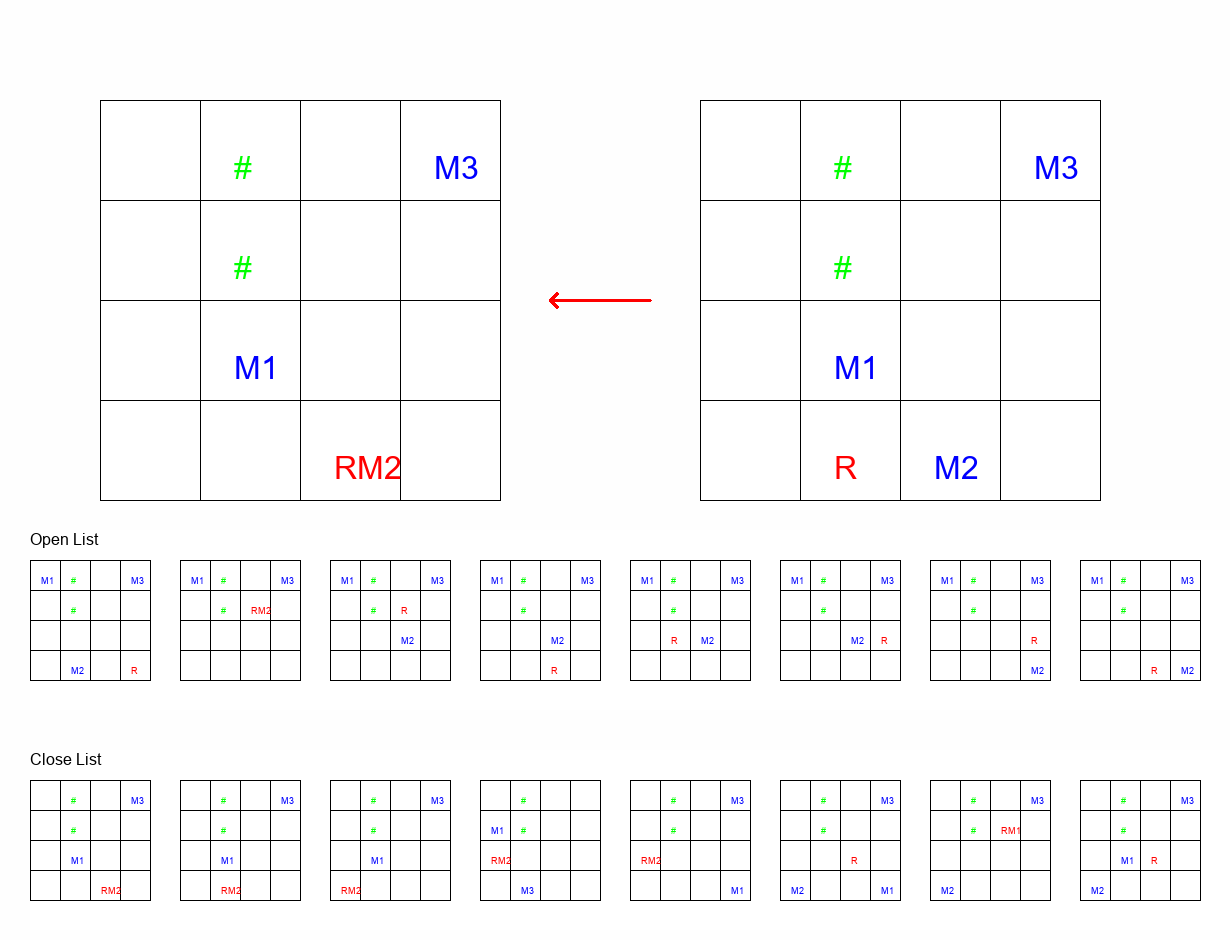 # M3 # M3
# #
M1 M1
RM2 R M2
Open List
M1 # M3 M1 # M3 M1 # M3 M1 # M3 M1 # M3 M1 # M3 M1 # M3 M1 # M3
# # RM2 # R # # # # #
M2 M2 R M2 M2 R R
M2 R R M2 R M2
Close List
# M3 # M3 # M3 # # M3 # M3 # M3 # M3
# # # M1 # # # # RM1 #
M1 M1 M1 RM2 RM2 R M1 R
RM2 RM2 RM2 M3 M1 M2 M1 M2 M2